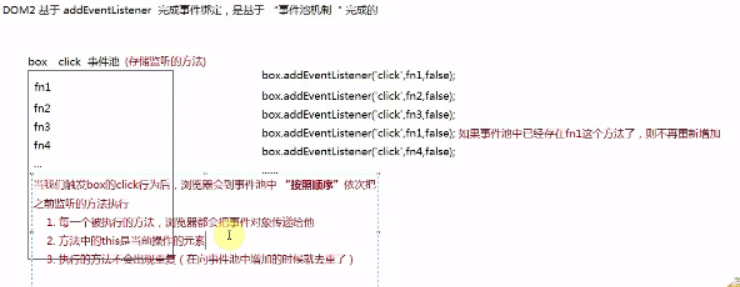 DOM2 基于 addEventListener 完成事件绑定，是基于 “事件池机制 ” 完成的
box click 事件池 (存储监听的方法)
fn1
fn2
fn3
fn4
...
box.addEventListener('click',fn1,false);
box.addEventListener('click',fn2,false);
box.addEventListener('click',fn3,false);
box.addEventListener('click',fn1,false); 如果事件池中已经存在fn1这个方法了，则不再重新增加
box.addEventListener('click',fn4,false);
......
当我们触发box的click行为后，浏览器会到事件池中 “按照顺序” 依次把
之前监听的方法执行
1. 每一个被执行的方法，浏览器都会把事件对象传递给他
2. 方法中的this是当前操作的元素
3. 执行的方法不会出现重复（在向事件池中增加的时候就去重了）